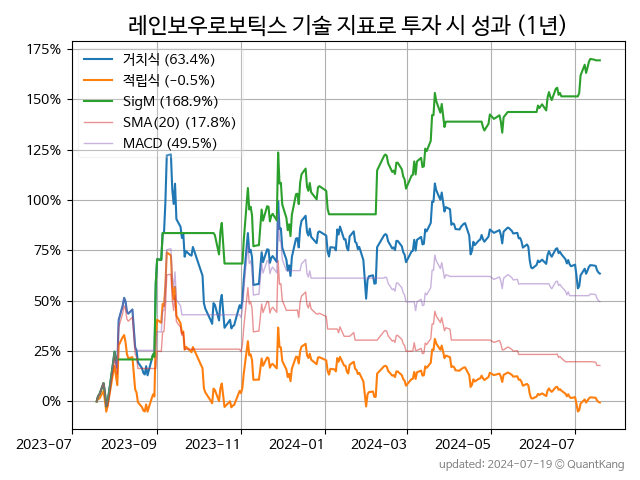 레인보우로보틱스 기술 지표로 투자 시 성과 (1년)
175%
150%
125%
100%
75%
50%
25%
0%
거치식 (63.4%)
적립식 (-0.5%)
SigM (168.9%)
SMA(20) (17.8%)
MACD (49.5%)
2023-07
2023-09
2023-11
2024-01
2024-03
2024-05
2024-07
updated: 2024-07-19 © QuantKang